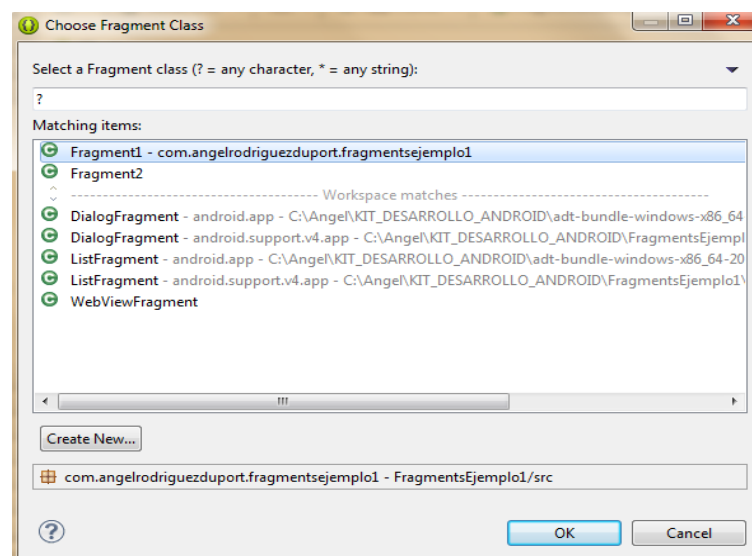 Choose Fragment Class
Select a Fragment class (? = any character, * = any string):
?
Matching items:
Fragment1 - com.angelrodriguezduport.fragmentsejemplo1
Fragment2
Workspace matches
DialogFragment - android.app - C:\Angel\KIT_DESARROLLO_ANDROID\adt-bundle-windows-x86_64
DialogFragment - android.support.v4.app - C:\Angel\KIT_DESARROLLO_ANDROID\FragmentsEjempl
ListFragment - android.app - C:\Angel\KIT_DESARROLLO_ANDROID\adt-bundle-windows-x86_64-20
ListFragment - android.support.v4.app - C:\Angel\KIT_DESARROLLO_ANDROID\FragmentsEjemplo1\
WebViewFragment
Create New...
com.angelrodriguezduport.fragmentsejemplo1 - FragmentsEjemplo1/src
OK Cancel